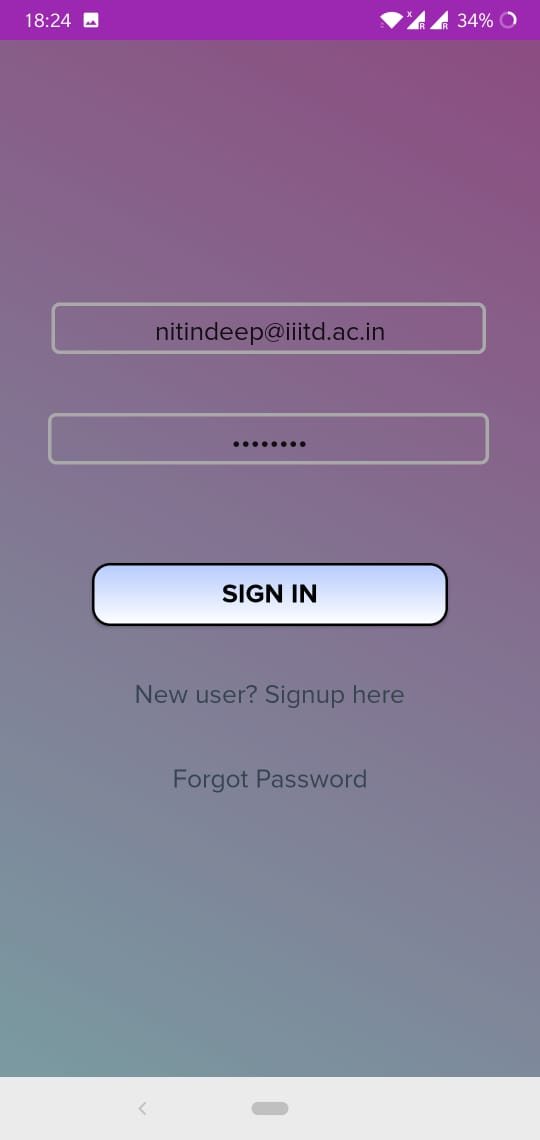 18:24 34%
nitindeep@iiitd.ac.in
••••••••
SIGN IN
New user? Signup here
Forgot Password